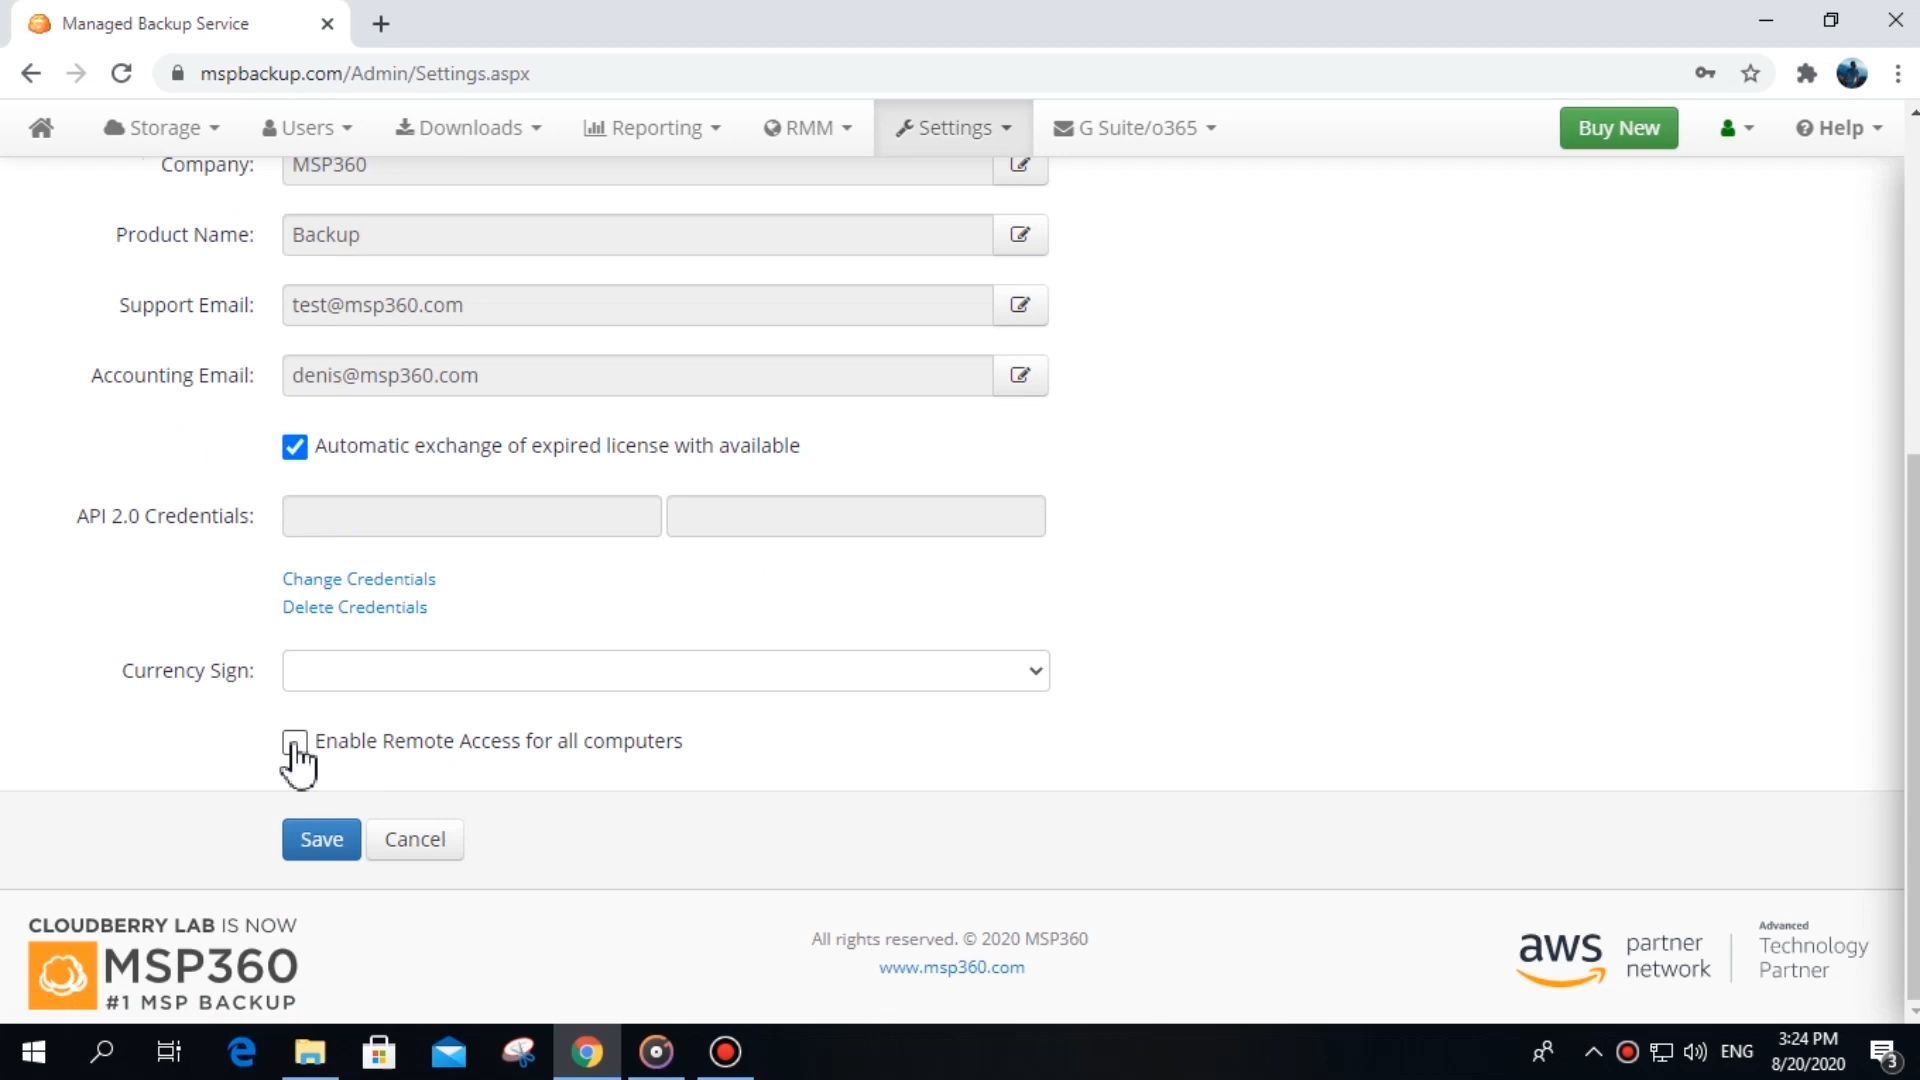 Managed Backup Service
mspbackup.com/Admin/Settings.aspx
Storage Users Downloads Reporting RMM Settings G Suite/o365 Buy New Help
Company: MSP360
Product Name: Backup
Support Email: test@msp360.com
Accounting Email: denis@msp360.com
Automatic exchange of expired license with available
API 2.0 Credentials:
Change Credentials
Delete Credentials
Currency Sign:
Enable Remote Access for all computers
Save Cancel
CLOUDBERRY LAB IS NOW
MSP360
#1 MSP BACKUP
All rights reserved. © 2020 MSP360
www.msp360.com
aws partner network
Advanced
Technology
Partner
ENG
3:24 PM
8/20/2020
3